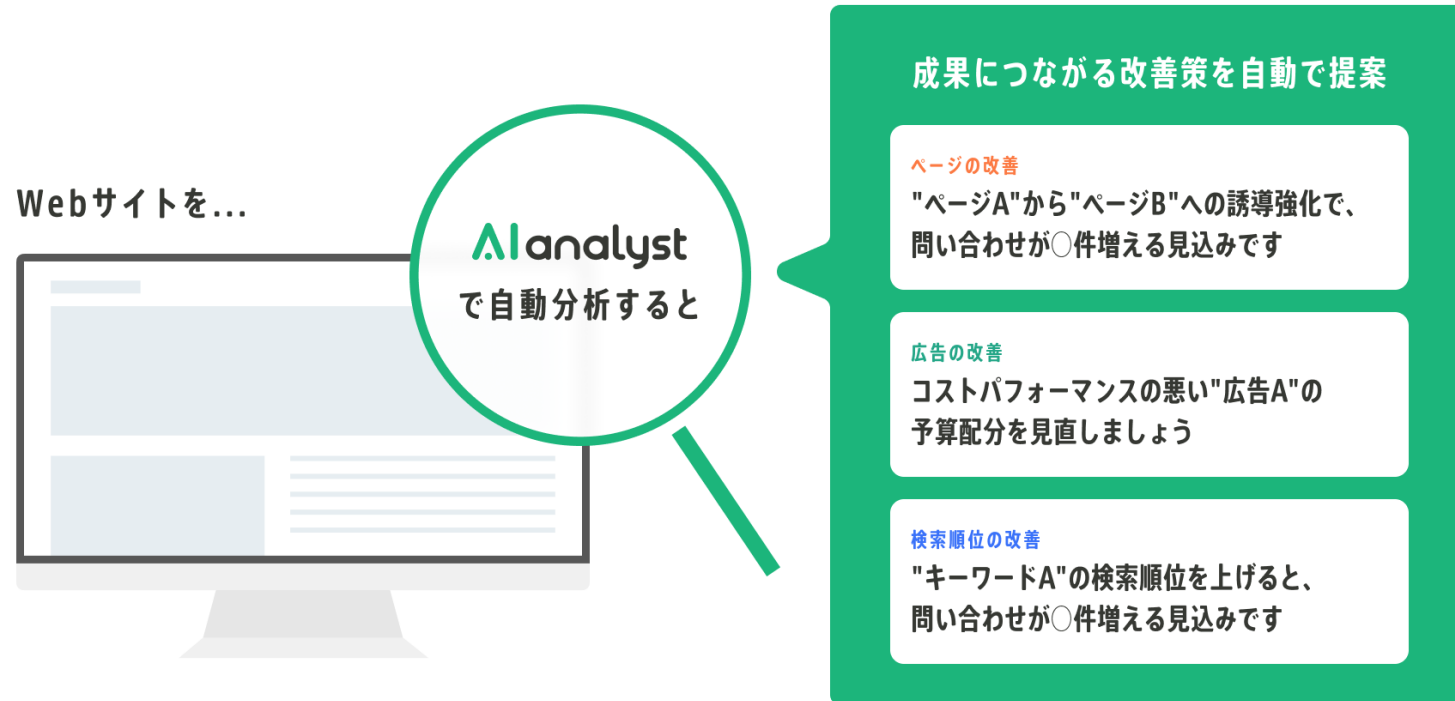 Webサイトを...
AIanalyst
で自動分析すると
成果につながる改善策を自動で提案
ページの改善
"ページA"から"ページB"への誘導強化で、
問い合わせが○件増える見込みです
広告の改善
コストパフォーマンスの悪い"広告A"の
予算配分を見直しましょう
検索順位の改善
"キーワードA"の検索順位を上げると、
問い合わせが○件増える見込みです